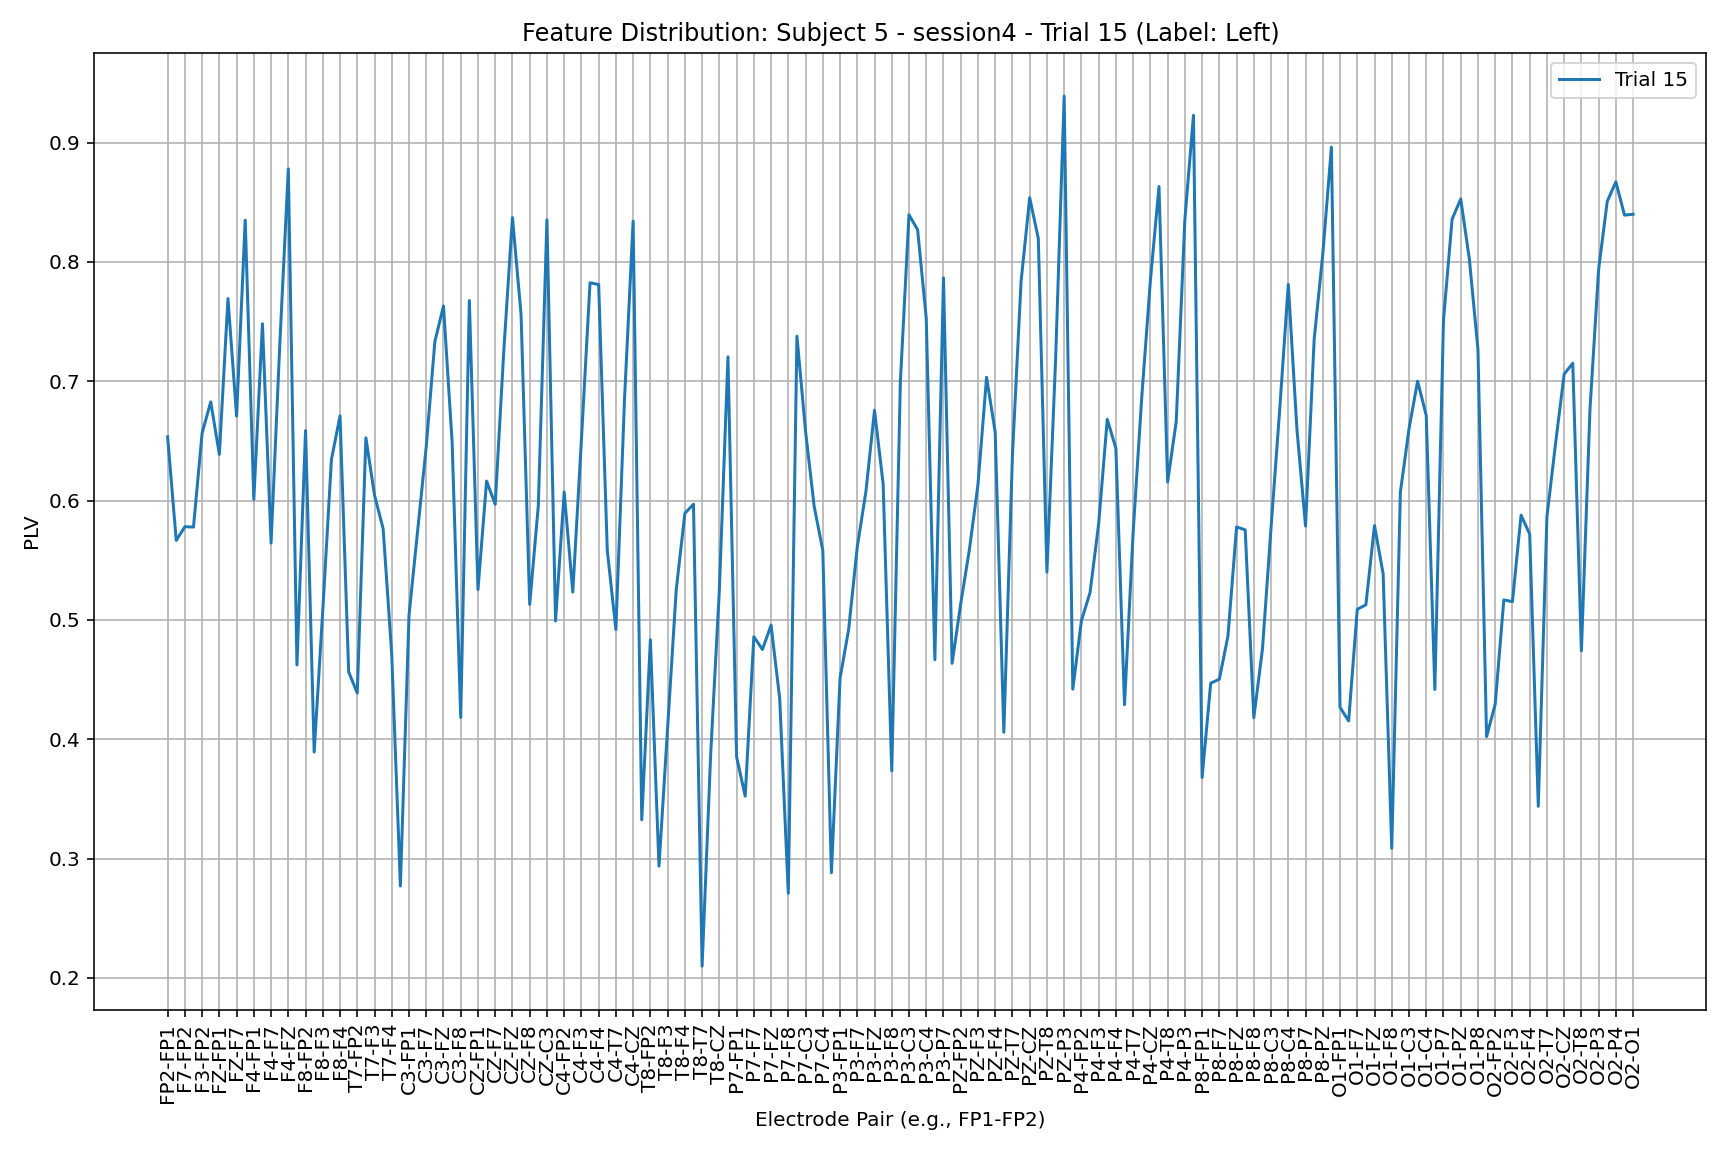 Feature Distribution: Subject 5 - session4 - Trial 15 (Label: Left)
Trial 15
PLV
0.9
0.8
0.7
0.6
0.5
0.4
0.3
0.2
FP2-FP1
F7-FP2
F3-FP2
FZ-FP1
FZ-F7
F4-FP1
F4-F7
F4-FZ
F8-FP2
F8-F3
F8-F4
T7-FP2
T7-F3
T7-F4
C3-FP1
C3-F7
C3-FZ
C3-F8
CZ-FP1
CZ-F7
CZ-FZ
CZ-F8
CZ-C3
C4-FP2
C4-F3
C4-F4
C4-T7
C4-CZ
T8-FP2
T8-F3
T8-F4
T8-T7
T8-CZ
P7-FP1
P7-F7
P7-FZ
P7-F8
P7-C3
P7-C4
P3-FP1
P3-F7
P3-FZ
P3-F8
P3-C3
P3-C4
P3-P7
PZ-FP2
PZ-F3
PZ-F4
PZ-T7
PZ-CZ
PZ-T8
PZ-P3
P4-FP2
P4-F3
P4-F4
P4-T7
P4-CZ
P4-T8
P4-P3
P8-FP1
P8-F7
P8-FZ
P8-F8
P8-C3
P8-C4
P8-P7
P8-PZ
O1-FP1
O1-F7
O1-FZ
O1-F8
O1-C3
O1-C4
O1-P7
O1-PZ
O1-P8
O2-FP2
O2-F3
O2-F4
O2-T7
O2-CZ
O2-T8
O2-P3
O2-P4
O2-O1
Electrode Pair (e.g., FP1-FP2)